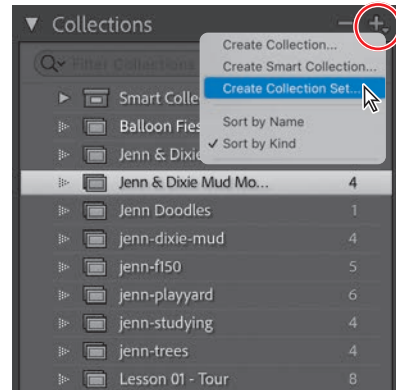 Collections
Create Collection...
Filter Collections
Create Smart Collection...
Smart Colle
Create Collection Set...
Balloon Fies
Sort by Name
Jenn & Dixie
✓ Sort by Kind
Jenn & Dixie Mud Mo... 4
Jenn Doodles 1
jenn-dixie-mud 4
jenn-f150 5
jenn-playyard 6
jenn-studying 4
jenn-trees 4
Lesson 01 - Tour 8